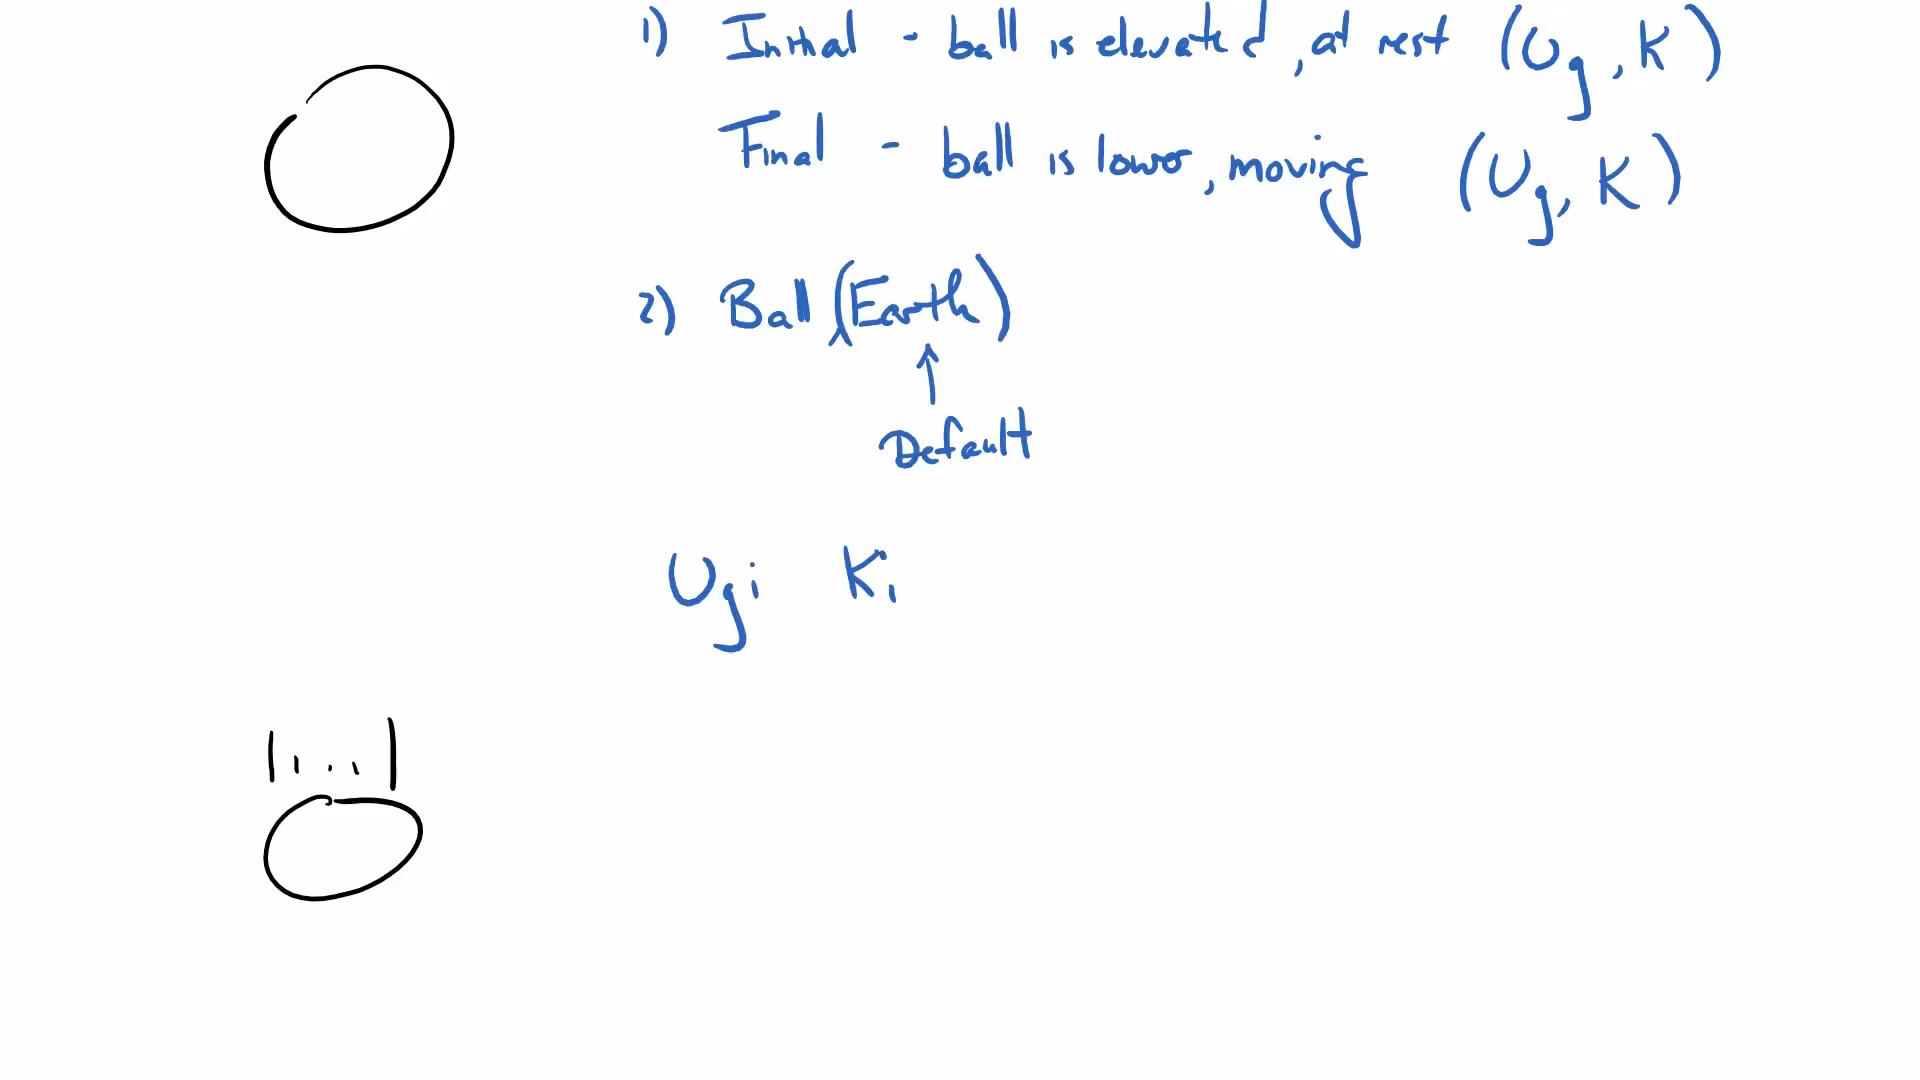 1) Initial - ball is elevated, at rest (Ug, K)
Final - ball is lower, moving (Ug, K)
2) Ball (Earth)
↑
Default
Ugi Ki